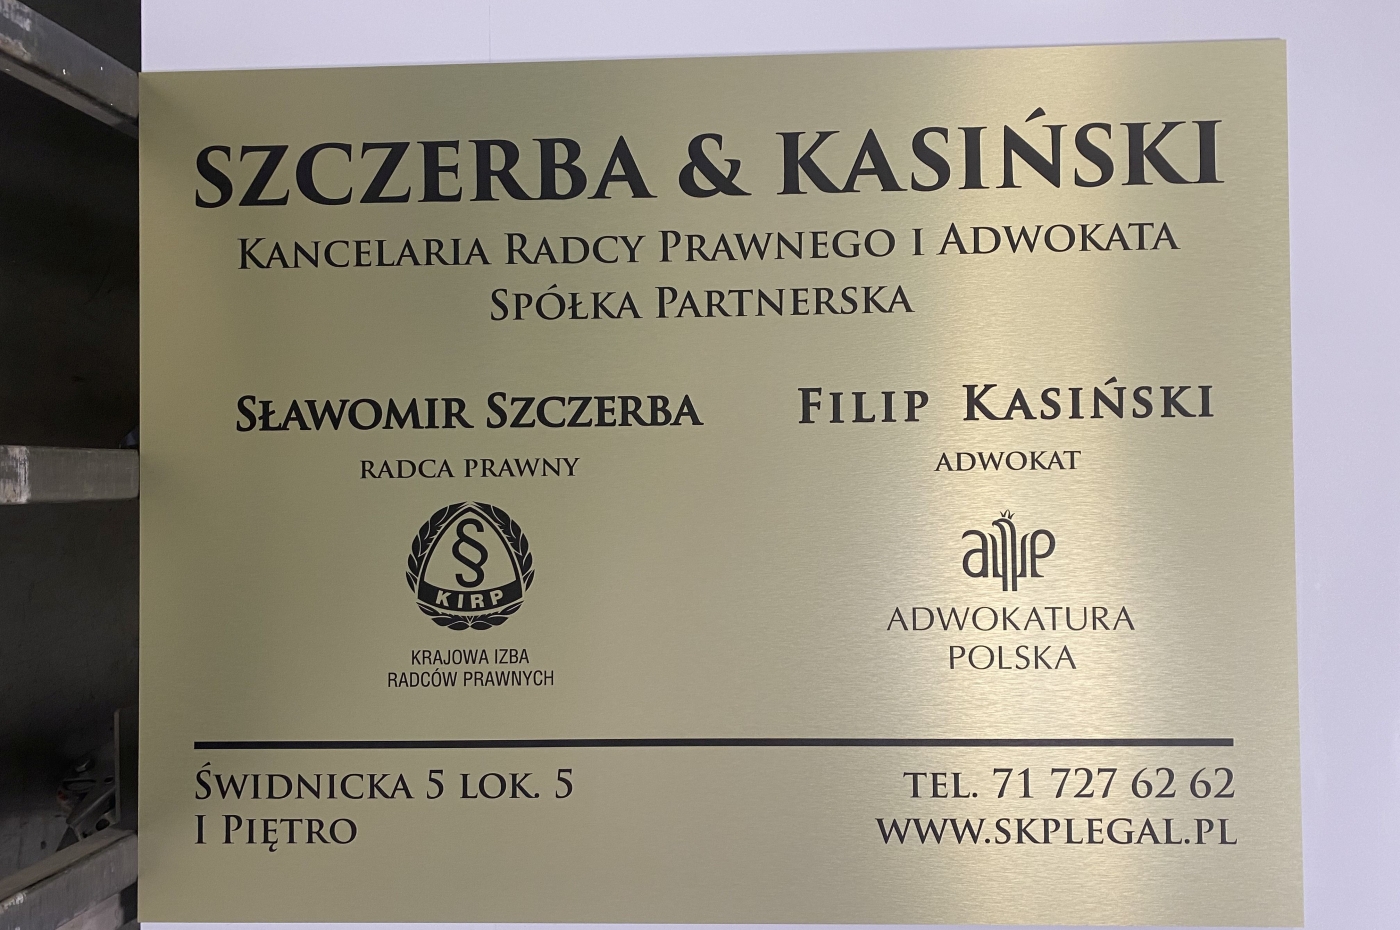 SZCZERBA & KASIŃSKI
KANCELARIA RADCY PRAWNEGO I ADWOKATA
SPÓŁKA PARTNERSKA
SŁAWOMIR SZCZERBA
RADCA PRAWNY
§
KIRP
KRAJOWA IZBA
RADCÓW PRAWNYCH
FILIP KASIŃSKI
ADWOKAT
ap
ADWOKATURA
POLSKA
ŚWIDNICKA 5 LOK. 5
I PIĘTRO
TEL. 71 727 62 62
WWW.SKPLEGAL.PL